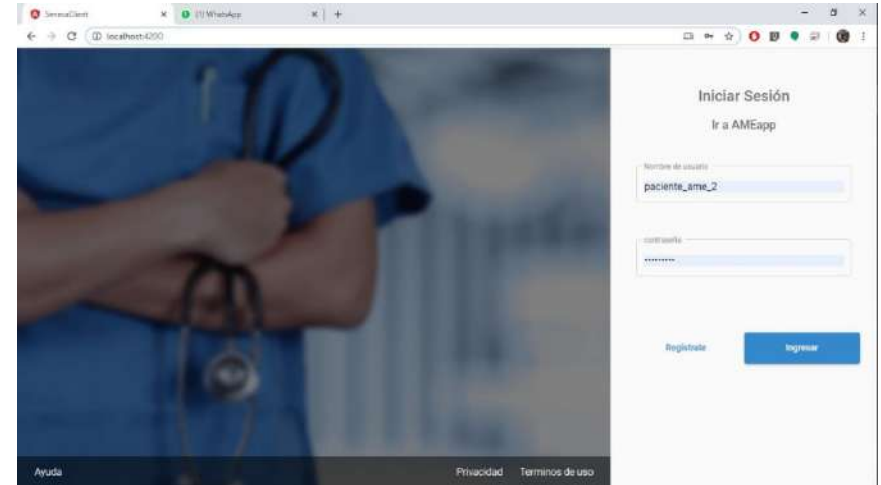 SermeaClient
(1) WhatsApp
localhost:4200
Iniciar Sesión
Ir a AMEapp
Nombre de usuario
paciente_ame_2
contraseña
•••••••••
Registrate
Ingresar
Ayuda
Privacidad
Terminos de uso